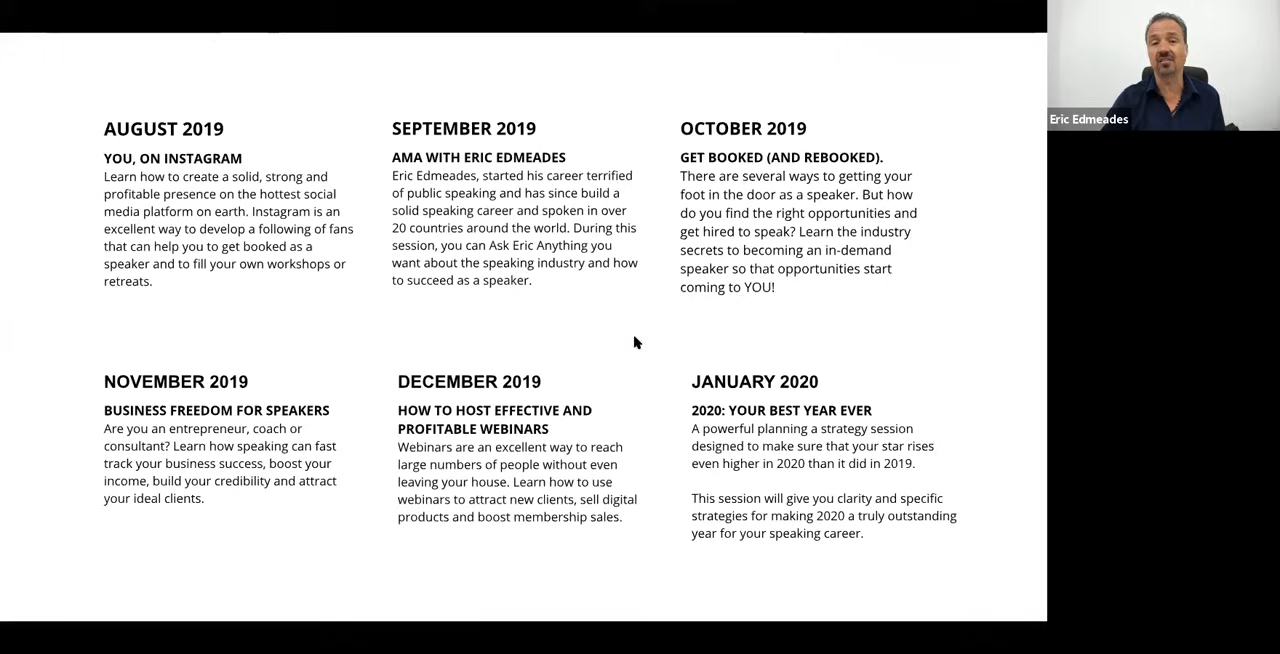 AUGUST 2019
YOU, ON INSTAGRAM
Learn how to create a solid, strong and
profitable presence on the hottest social
media platform on earth. Instagram is an
excellent way to develop a following of fans
that can help you to get booked as a
speaker and to fill your own workshops or
retreats.
SEPTEMBER 2019
AMA WITH ERIC EDMEADES
Eric Edmeades, started his career terrified
of public speaking and has since build a
solid speaking career and spoken in over
20 countries around the world. During this
session, you can Ask Eric Anything you
want about the speaking industry and how
to succeed as a speaker.
OCTOBER 2019
GET BOOKED (AND REBOOKED).
There are several ways to getting your
foot in the door as a speaker. But how
do you find the right opportunities and
get hired to speak? Learn the industry
secrets to becoming an in-demand
speaker so that opportunities start
coming to YOU!
NOVEMBER 2019
BUSINESS FREEDOM FOR SPEAKERS
Are you an entrepreneur, coach or
consultant? Learn how speaking can fast
track your business success, boost your
income, build your credibility and attract
your ideal clients.
DECEMBER 2019
HOW TO HOST EFFECTIVE AND
PROFITABLE WEBINARS
Webinars are an excellent way to reach
large numbers of people without even
leaving your house. Learn how to use
webinars to attract new clients, sell digital
products and boost membership sales.
JANUARY 2020
2020: YOUR BEST YEAR EVER
A powerful planning a strategy session
designed to make sure that your star rises
even higher in 2020 than it did in 2019.
This session will give you clarity and specific
strategies for making 2020 a truly outstanding
year for your speaking career.
Eric Edmeades